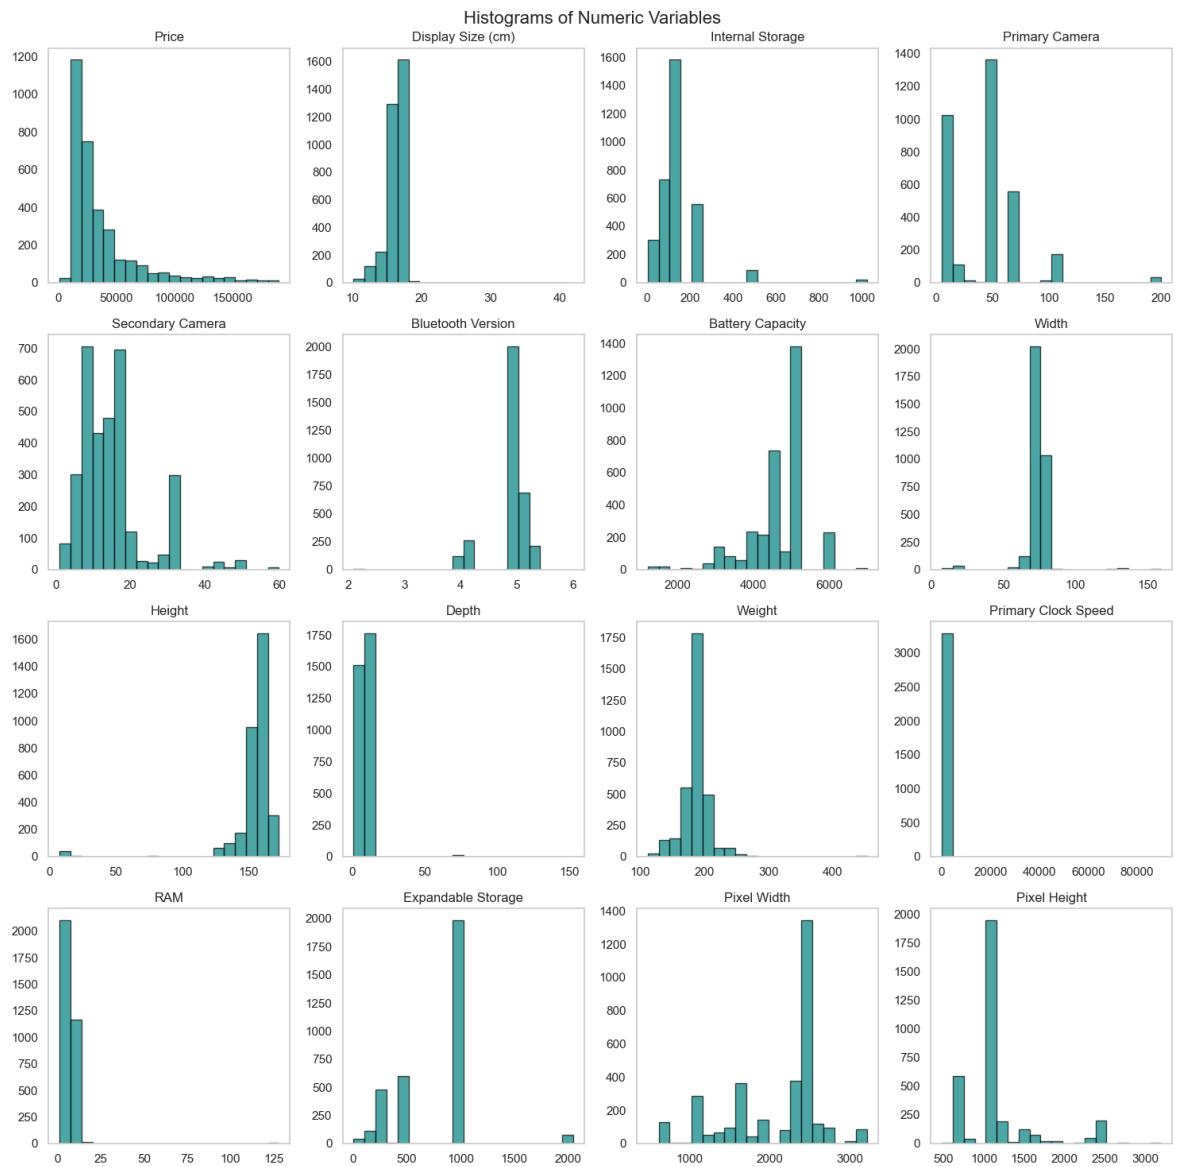 Histograms of Numeric Variables
Price Display Size (cm) Internal Storage Primary Camera
1200 1600 1600 1400
1000 1400 1400 1200
800 1200 1200 1000
600 1000 1000 800
400 800 800 600
200 600 600 400
0 400 400 200
200 200 0
0 0
0 50000 100000 150000 10 20 30 40 0 200 400 600 800 1000 0 50 100 150 200
Secondary Camera Bluetooth Version Battery Capacity Width
700 2000 1400 2000
600 1750 1200 1750
500 1500 1000 1500
400 1250 800 1250
300 1000 600 1000
200 750 400 750
100 500 200 500
0 250 0 250
0 0
0 20 40 60 2 3 4 5 6 2000 4000 6000 0 50 100 150
Height Depth Weight Primary Clock Speed
1600 1750 1750 3000
1400 1500 1500 2500
1200 1250 1250 2000
1000 1000 1000 1500
800 750 750 1000
600 500 500 500
400 250 250 0
200 0 0
0
0 50 100 150 0 50 100 150 100 200 300 400 0 20000 40000 60000 80000
RAM Expandable Storage Pixel Width Pixel Height
2000 2000 1400 2000
1750 1750 1200 1750
1500 1500 1000 1500
1250 1250 800 1250
1000 1000 600 1000
750 750 400 750
500 500 200 500
250 250 0 250
0 0 0
0 25 50 75 100 125 0 500 1000 1500 2000 1000 2000 3000 500 1000 1500 2000 2500 3000